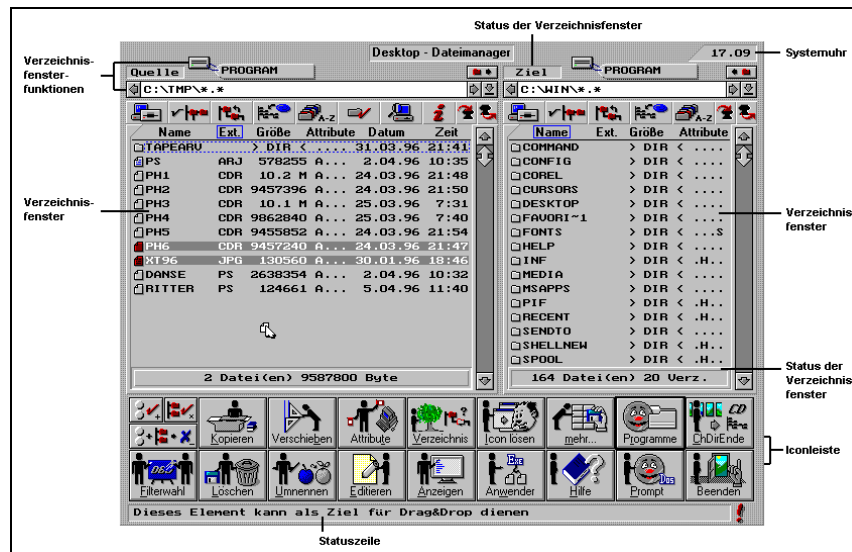 Status der Verzeichnisfenster
Desktop - Dateimanager
17.09
Systemuhr
Verzeichnis-
fenster-
funktionen
Quelle
PROGRAM
Ziel
PROGRAM
C:\TMP\*.*
C:\WIN\*.*
A-Z
A-Z
Name Ext. Größe Attribute Datum Zeit
TAPEARV > DIR < .... 31.03.96 21:41
PS ARJ 578255 A... 2.04.96 10:35
PH1 CDR 10.2 M A... 24.03.96 21:48
PH2 CDR 9457396 A... 24.03.96 21:50
PH3 CDR 10.1 M A... 25.03.96 7:31
PH4 CDR 9862840 A... 25.03.96 7:40
PH5 CDR 9455852 A... 24.03.96 21:54
PH6 CDR 9457240 A... 24.03.96 21:47
XT96 JPG 130560 A... 30.01.96 18:46
DANSE PS 2638354 A... 2.04.96 10:32
RITTER PS 124661 A... 5.04.96 11:40
2 Datei(en) 9587800 Byte
Verzeichnis-
fenster
Name Ext. Größe Attribute
COMMAND > DIR < ....
CONFIG > DIR < ....
COREL > DIR < ....
CURSORS > DIR < ....
DESKTOP > DIR < ....
FAVORI~1 > DIR < ....
FONTS > DIR < ...S
HELP > DIR < ....
INF > DIR < .H..
MEDIA > DIR < ....
MSAPPS > DIR < ....
PIF > DIR < .H..
RECENT > DIR < .H..
SENDTO > DIR < ....
SHELLNEW > DIR < .H..
SPOOL > DIR < .H..
164 Datei(en) 20 Verz.
Verzeichnis
fenster
Status der
Verzeichnis
fenster
Kopieren
Verschieben
Attribute
Verzeichnis
Icon lösen
mehr...
Programme
CD
ChDirEnde
Iconleiste
DBS
Filterwahl
Löschen
Umnennen
Editieren
Anzeigen
Exe
Anwender
Hilfe
Dos
Prompt
Beenden
Dieses Element kann als Ziel für Drag&Drop dienen
Statuszeile